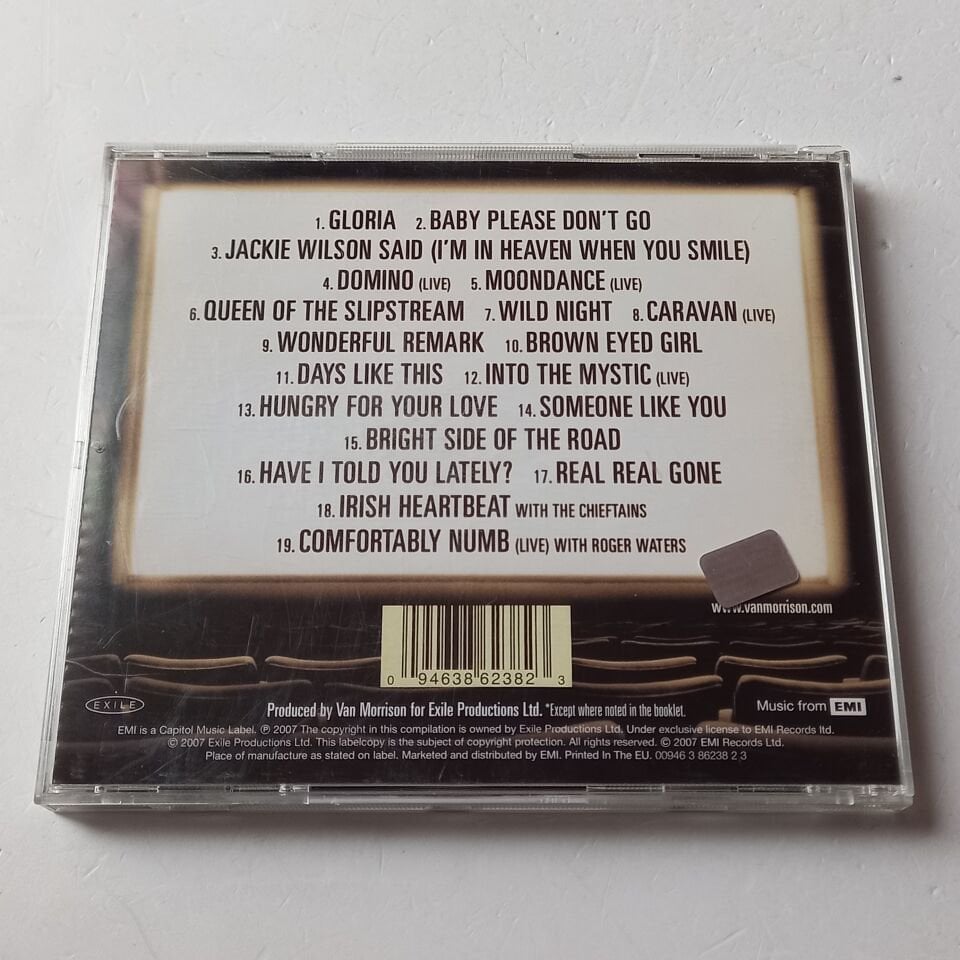 1. GLORIA 2. BABY PLEASE DON'T GO
3. JACKIE WILSON SAID (I'M IN HEAVEN WHEN YOU SMILE)
4. DOMINO (LIVE) 5. MOONDANCE (LIVE)
6. QUEEN OF THE SLIPSTREAM 7. WILD NIGHT 8. CARAVAN (LIVE)
9. WONDERFUL REMARK 10. BROWN EYED GIRL
11. DAYS LIKE THIS 12. INTO THE MYSTIC (LIVE)
13. HUNGRY FOR YOUR LOVE 14. SOMEONE LIKE YOU
15. BRIGHT SIDE OF THE ROAD
16. HAVE I TOLD YOU LATELY? 17. REAL REAL GONE
18. IRISH HEARTBEAT WITH THE CHIEFTAINS
19. COMFORTABLY NUMB (LIVE) WITH ROGER WATERS
www.vanmorrison.com
0 94638 62382 3
EXILE
Produced by Van Morrison for Exile Productions Ltd. *Except where noted in the booklet.
Music from EMI
EMI is a Capitol Music Label. ℗ 2007 The copyright in this compilation is owned by Exile Productions Ltd. Under exclusive license to EMI Records ltd.
© 2007 Exile Productions Ltd. This labelcopy is the subject of copyright protection. All rights reserved. © 2007 EMI Records Ltd.
Place of manufacture as stated on label. Marketed and distributed by EMI. Printed In The EU. 00946 3 86238 2 3